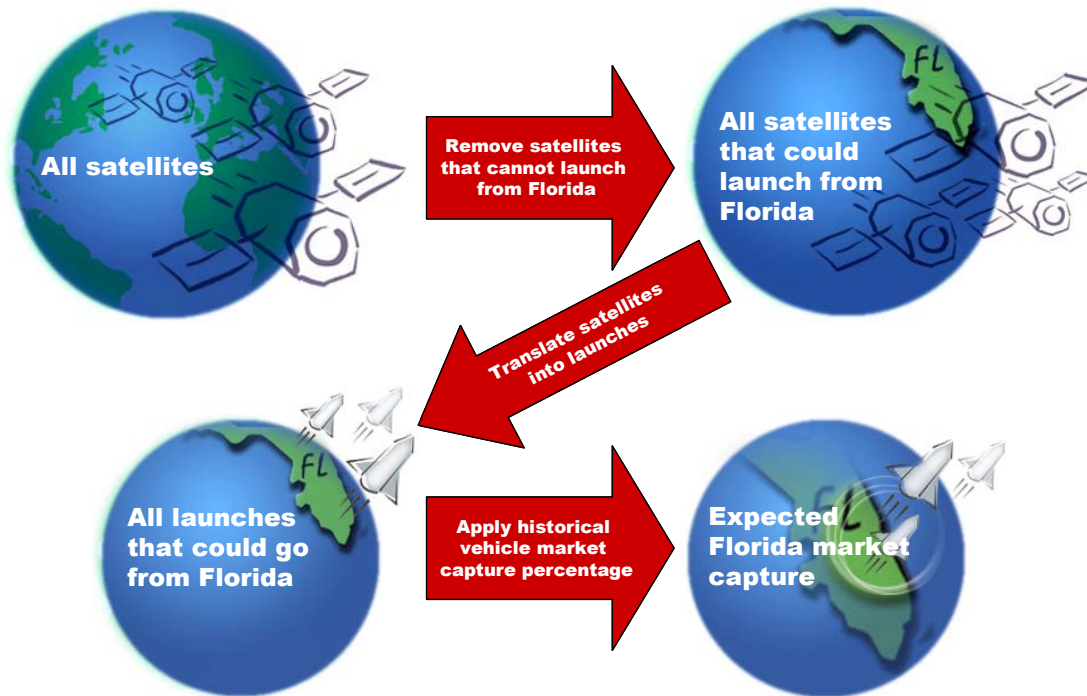 All satellites
Remove satellites
that cannot launch
from Florida
FL
All satellites
that could
launch from
Florida
Translate satellites
into launches
FL
All launches
that could go
from Florida
Apply historical
vehicle market
capture percentage
FL
Expected
Florida market
capture